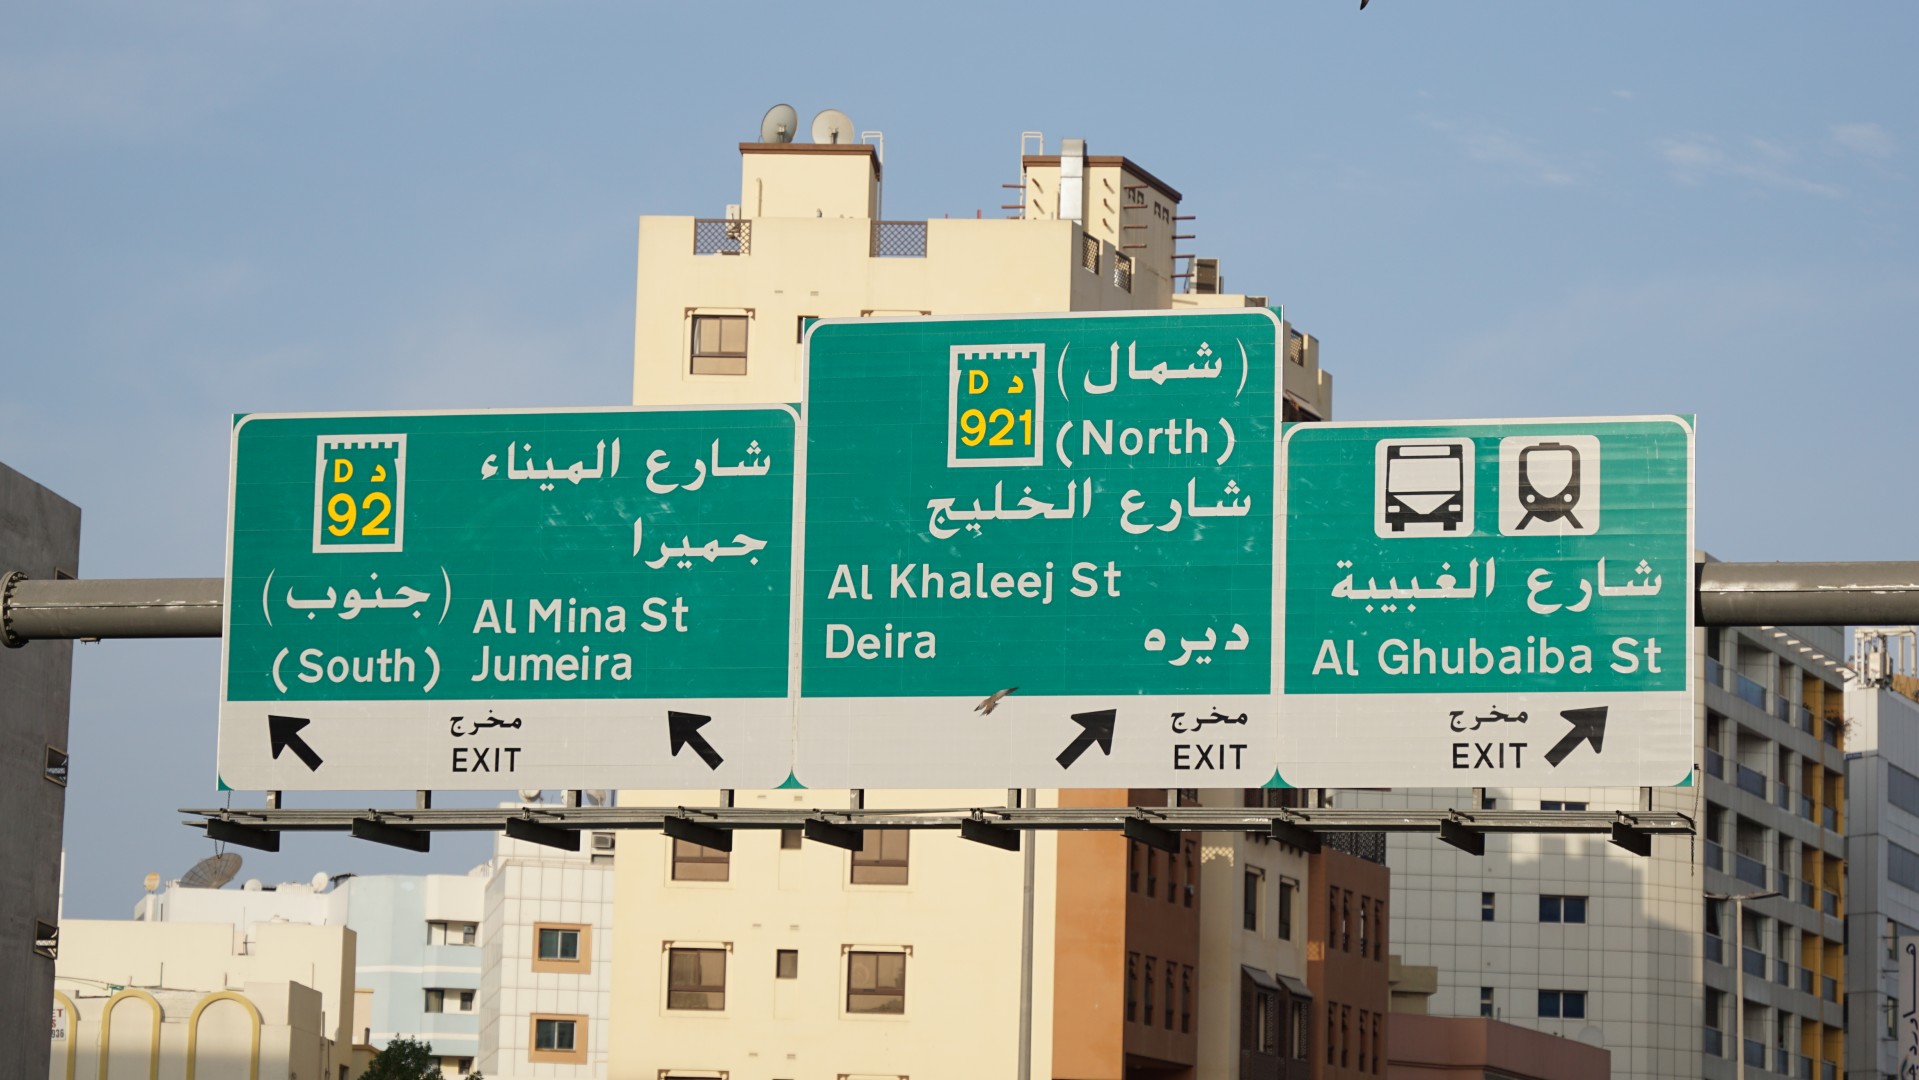 D د
92
شارع الميناء
جميرا
(جنوب)
(South)
Al Mina St
Jumeira
مخرج
EXIT
D د
921
(شمال)
(North)
شارع الخليج
Al Khaleej St
Deira
ديره
مخرج
EXIT
شارع الغبيبة
Al Ghubaiba St
مخرج
EXIT